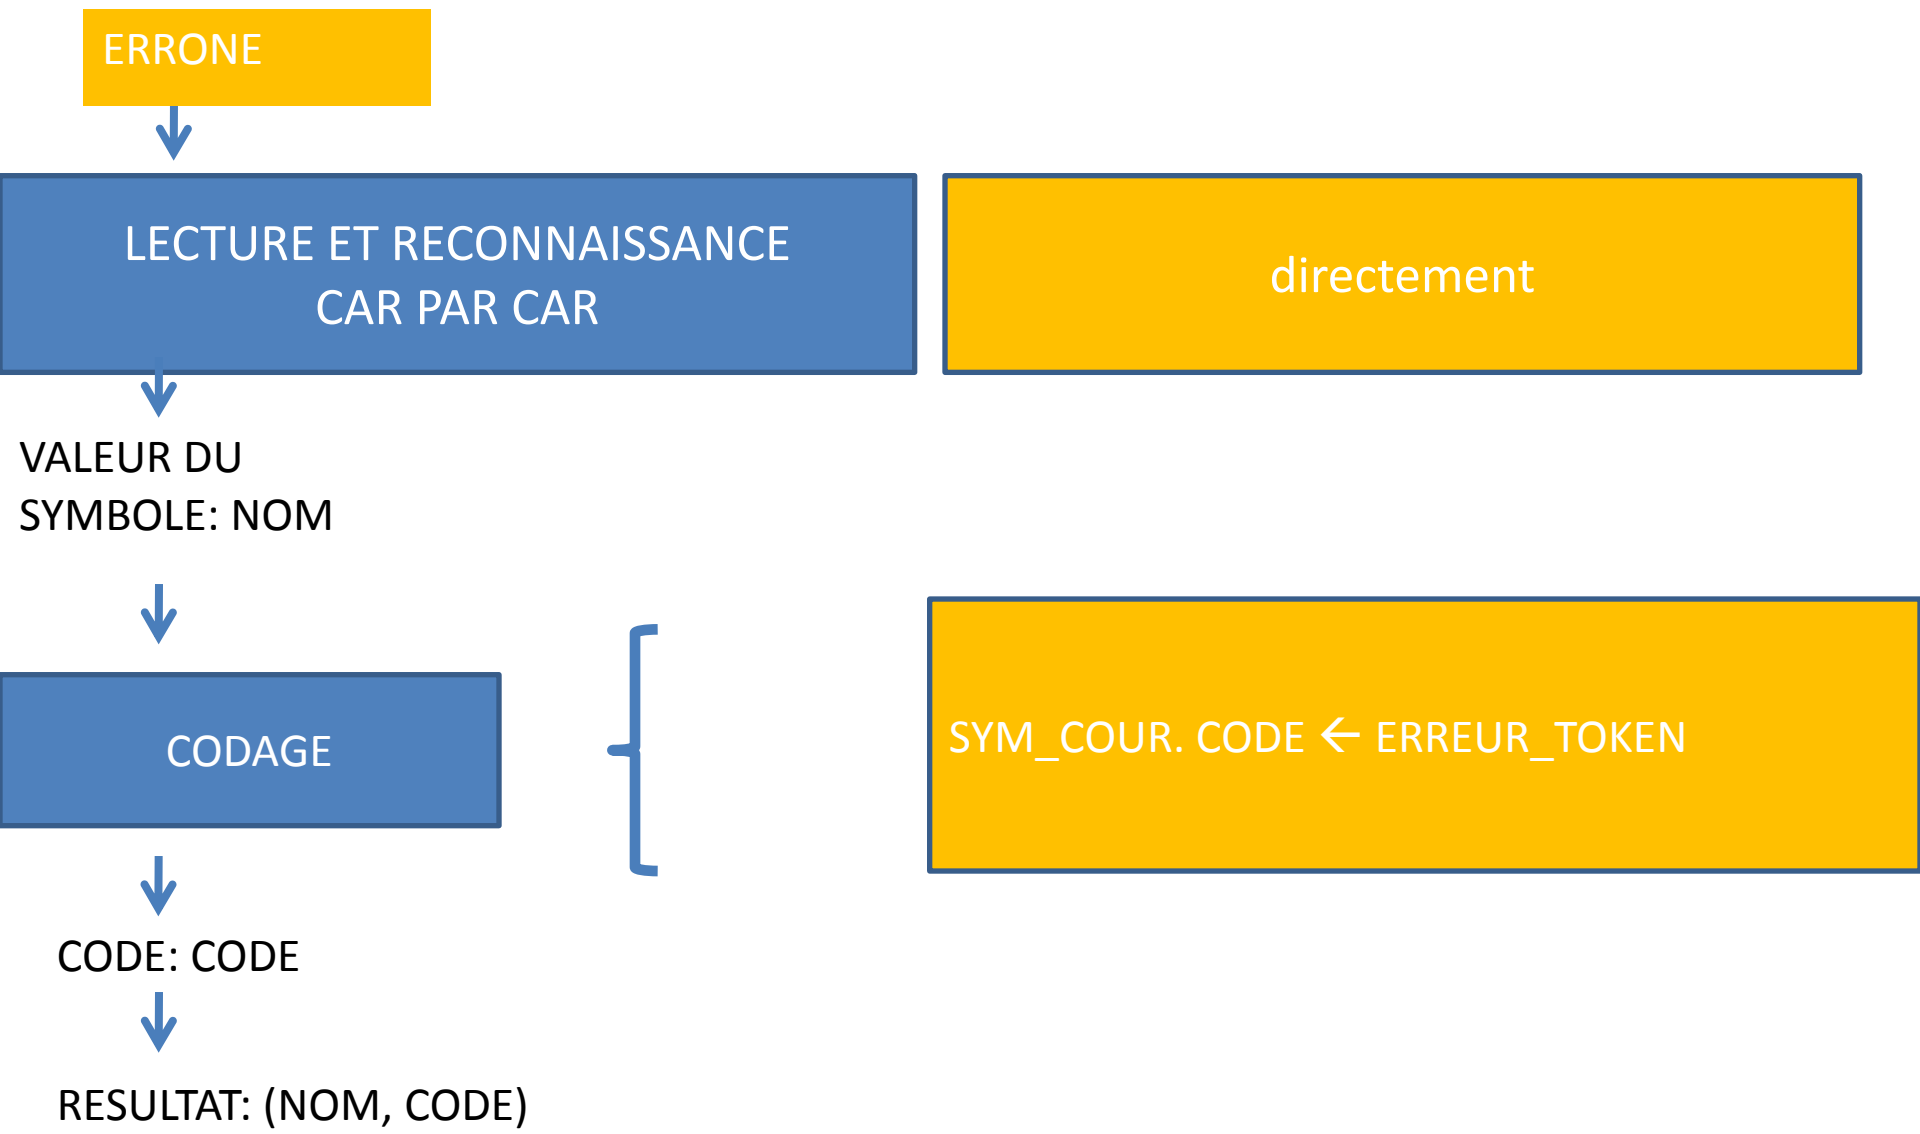 ERRONE
LECTURE ET RECONNAISSANCE
CAR PAR CAR
directement
VALEUR DU
SYMBOLE: NOM
CODAGE
SYM_COUR. CODE ← ERREUR_TOKEN
CODE: CODE
RESULTAT: (NOM, CODE)